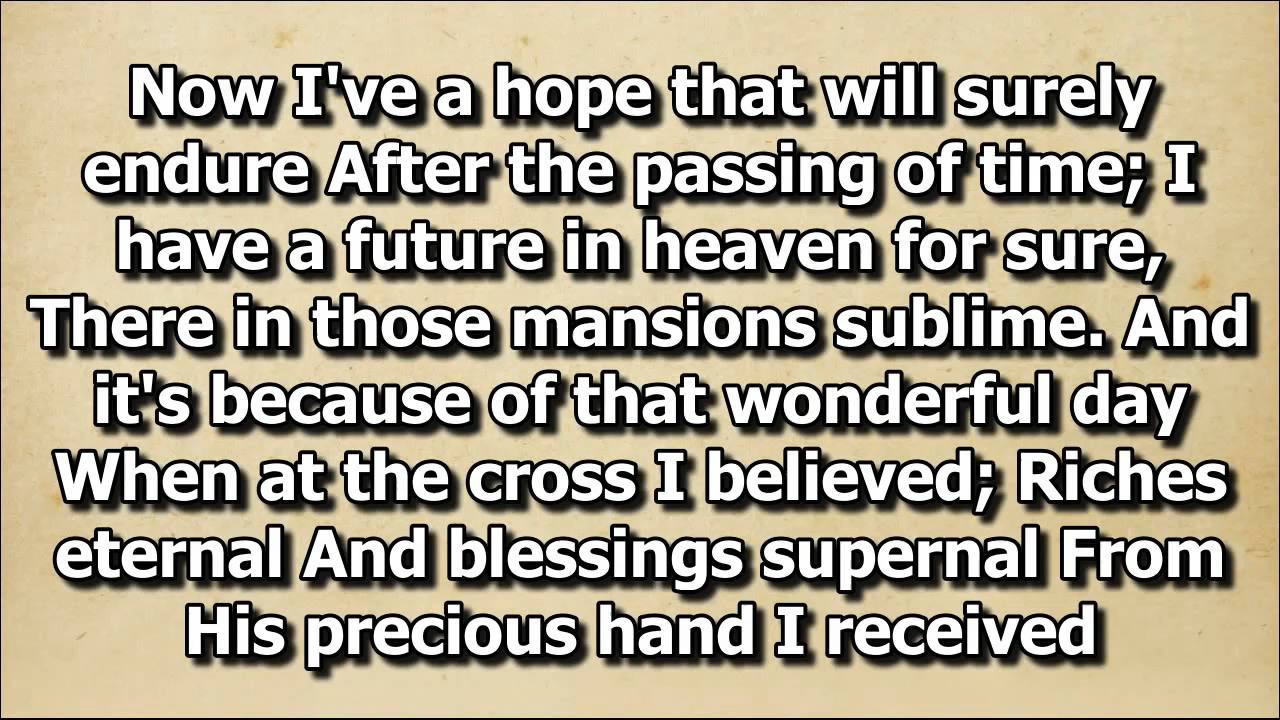 Now I've a hope that will surely
endure After the passing of time; I
have a future in heaven for sure,
There in those mansions sublime. And
it's because of that wonderful day
When at the cross I believed; Riches
eternal And blessings supernal From
His precious hand I received